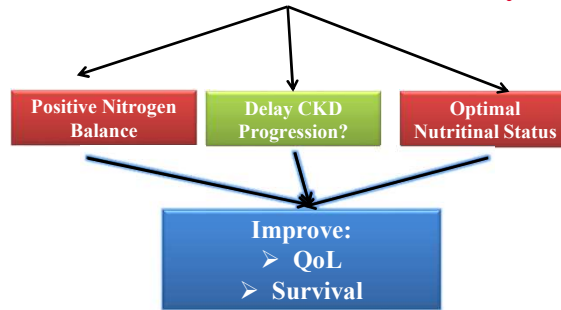 Positive Nitrogen
Balance
Delay CKD
Progression?
Optimal
Nutritinal Status
Improve:
➢ QoL
➢ Survival